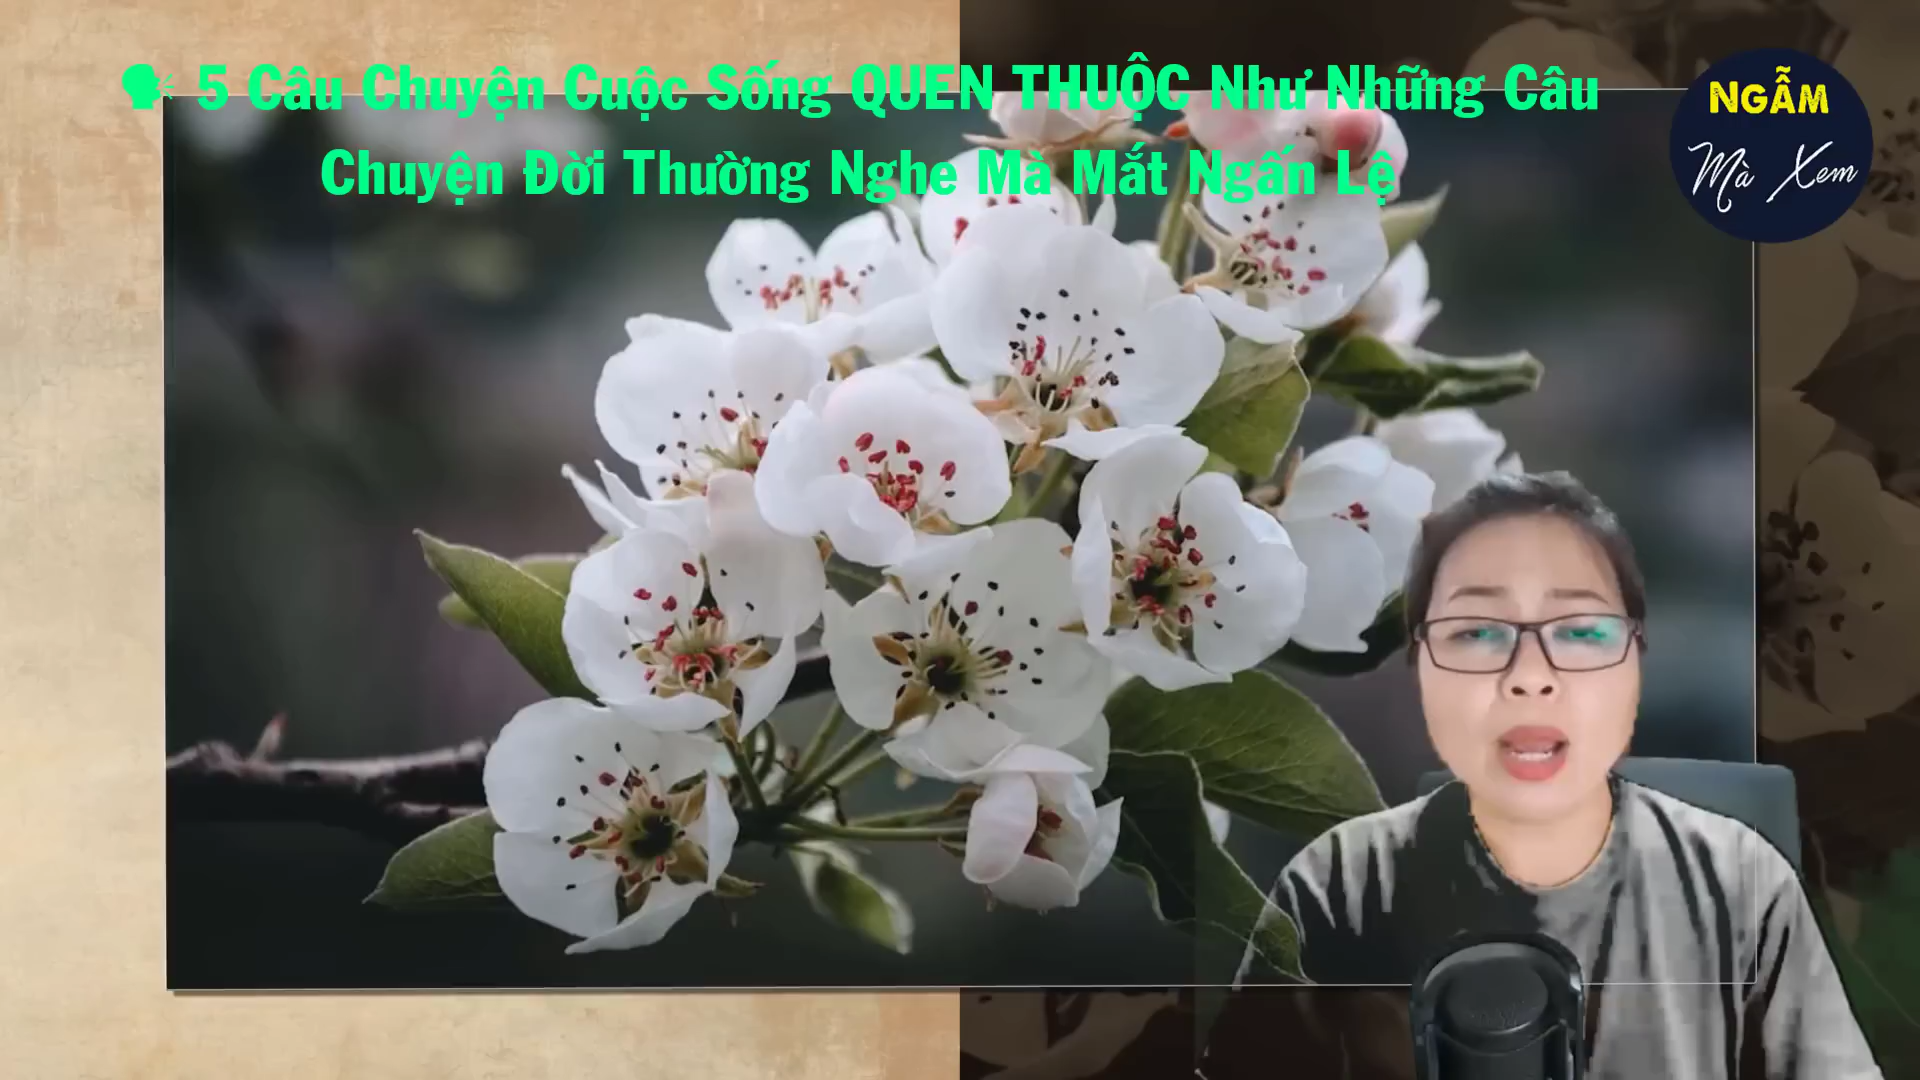 🗣 5 Câu Chuyện Cuộc Sống QUEN THUỘC Như Những Câu
Chuyện Đời Thường Nghe Mà Mắt Ngấn Lệ
NGẪM
Mà Xem